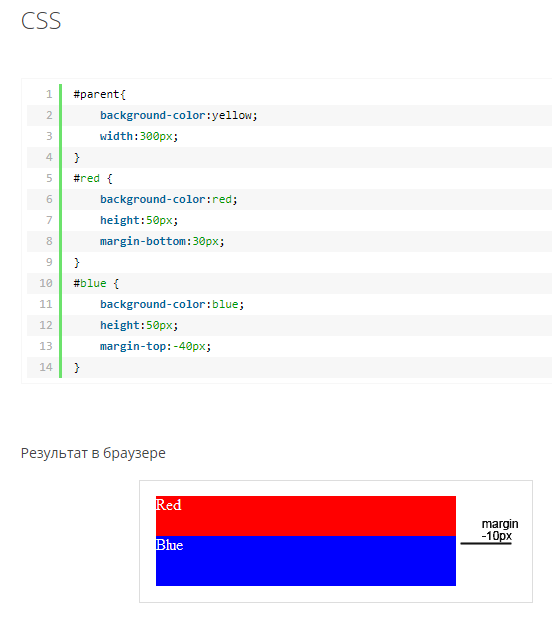 CSS
1 #parent{
2 background-color:yellow;
3 width:300px;
4 }
5 #red {
6 background-color:red;
7 height:50px;
8 margin-bottom:30px;
9 }
10 #blue {
11 background-color:blue;
12 height:50px;
13 margin-top:-40px;
14 }
Результат в браузере
Red
Blue
margin
-10px